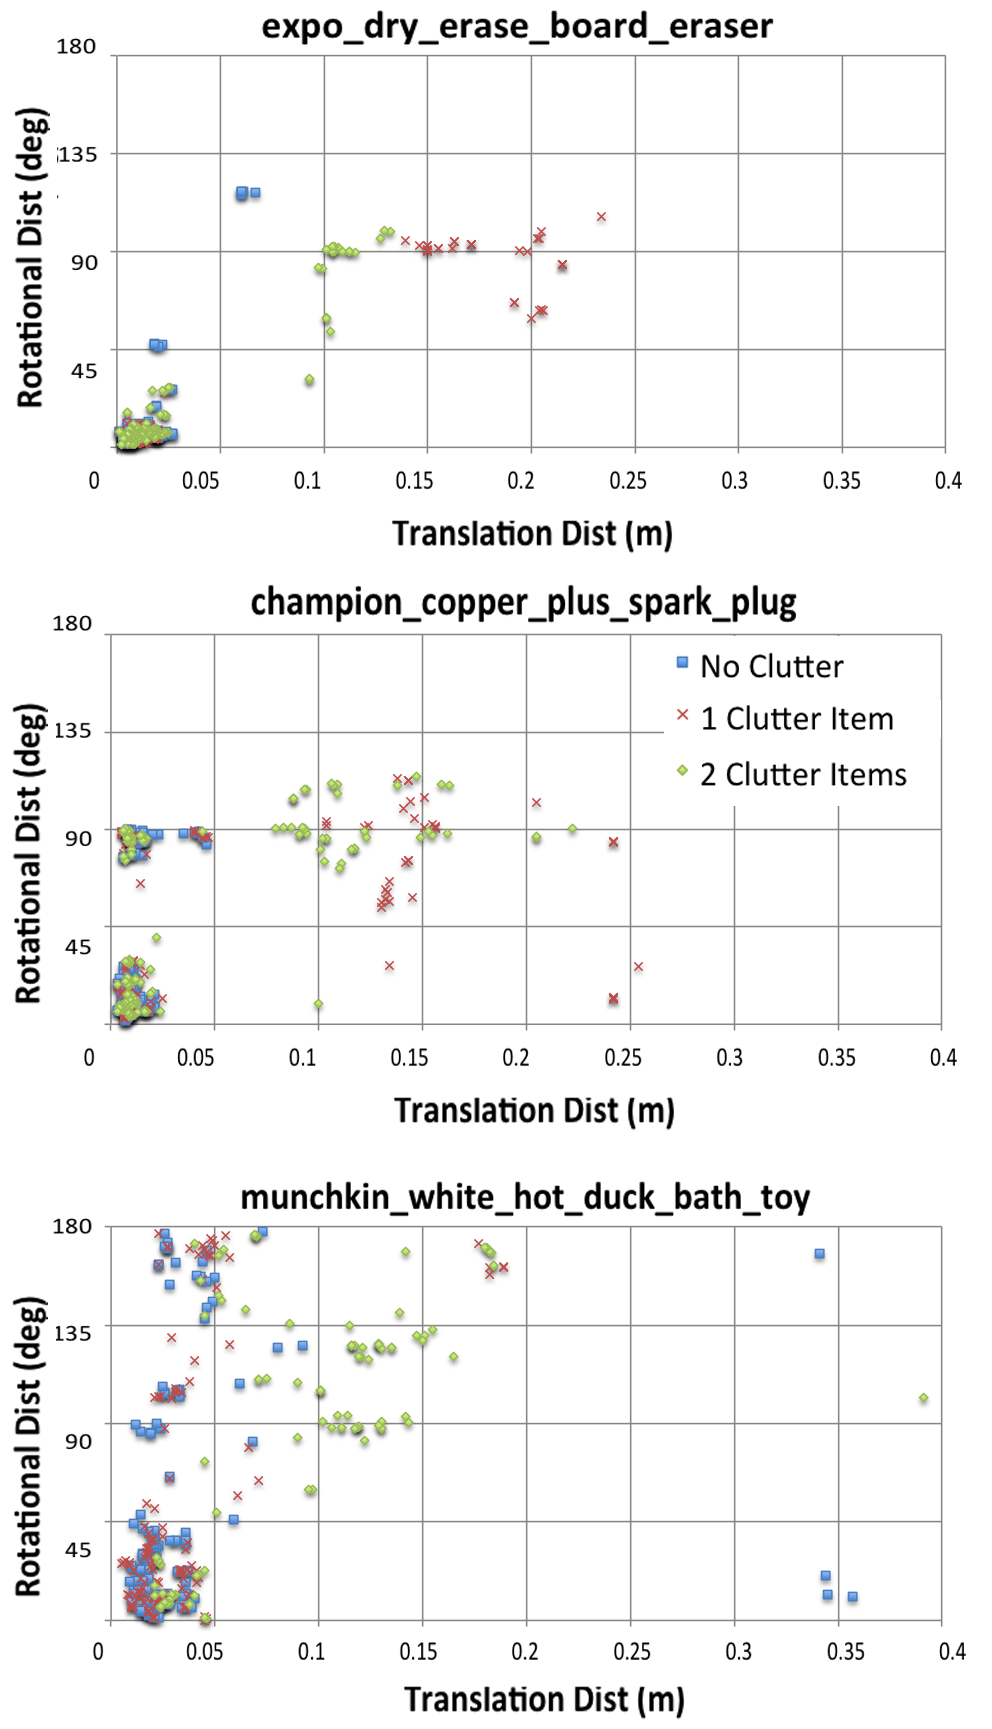 expo_dry_erase_board_eraser
180
135
90
45
Rotational Dist (deg)
0 0.05 0.1 0.15 0.2 0.25 0.3 0.35 0.4
Translation Dist (m)
champion_copper_plus_spark_plug
180
135
90
45
Rotational Dist (deg)
No Clutter
1 Clutter Item
2 Clutter Items
0 0.05 0.1 0.15 0.2 0.25 0.3 0.35 0.4
Translation Dist (m)
munchkin_white_hot_duck_bath_toy
180
135
90
45
Rotational Dist (deg)
0 0.05 0.1 0.15 0.2 0.25 0.3 0.35 0.4
Translation Dist (m)